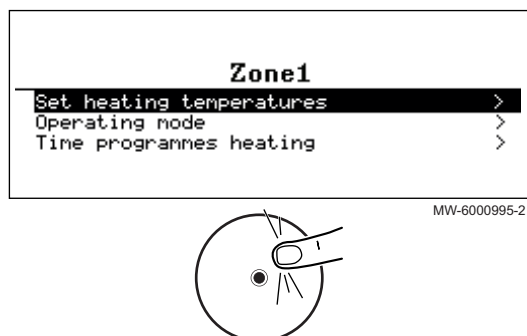 Zone1
Set heating temperatures >
Operating mode >
Time programmes heating >
MW-6000995-2